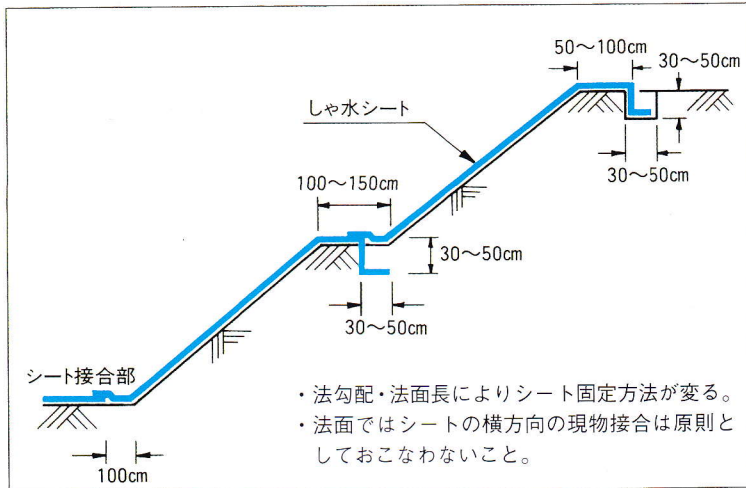 50〜100cm
30〜50cm
しゃ水シート
30〜50cm
100〜150cm
30〜50cm
30〜50cm
シート接合部
100cm
・法勾配・法面長によりシート固定方法が変る。
・法面ではシートの横方向の現物接合は原則と
しておこなわないこと。